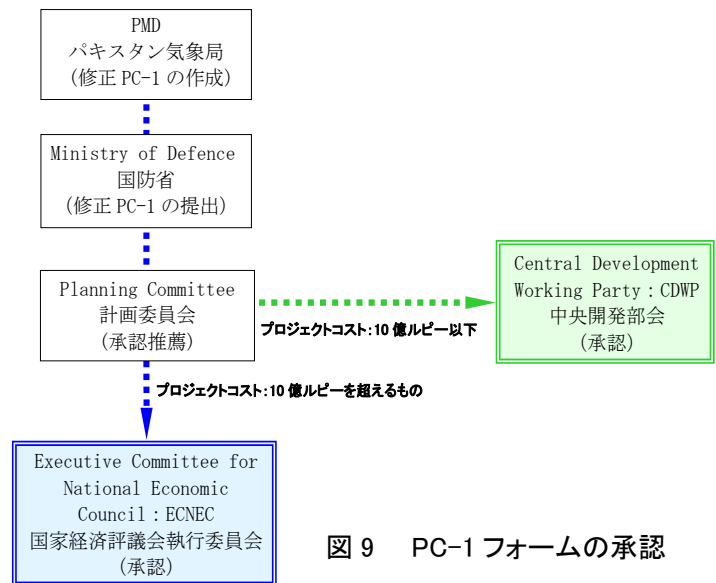 PMD
パキスタン気象局
(修正 PC-1 の作成)
Ministry of Defence
国防省
(修正 PC-1 の提出)
Planning Committee
計画委員会
(承認推薦)
プロジェクトコスト:10 億ルピー以下
Central Development
Working Party:CDWP
中央開発部会
(承認)
プロジェクトコスト:10 億ルピーを超えるもの
Executive Committee for
National Economic
Council:ECNEC
国家経済評議会執行委員会
(承認)
図 9 PC-1 フォームの承認